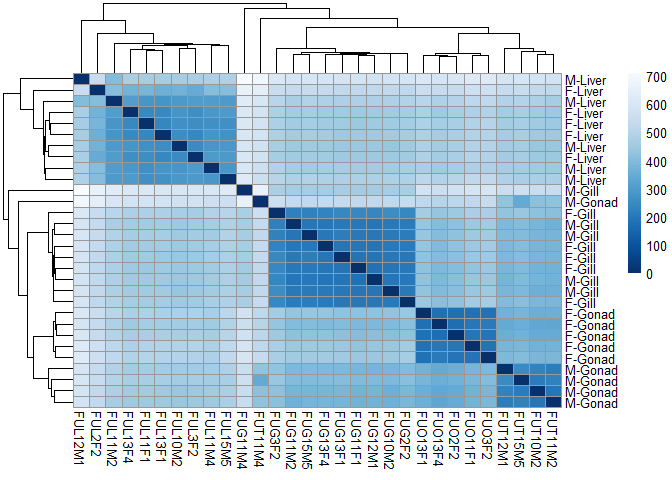 M-Liver
F-Liver
M-Liver
F-Liver
F-Liver
F-Liver
M-Liver
F-Liver
M-Liver
M-Liver
M-Gill
M-Gonad
F-Gill
M-Gill
M-Gill
F-Gill
F-Gill
F-Gill
M-Gill
M-Gill
F-Gill
F-Gonad
F-Gonad
F-Gonad
F-Gonad
F-Gonad
M-Gonad
M-Gonad
M-Gonad
M-Gonad
700
600
500
400
300
200
100
0
FUL12M1
FUL2F2
FUL11M2
FUL13F4
FUL11F1
FUL13F1
FUL10M2
FUL3F2
FUL11M4
FUL15M5
FUG11M4
FUT11M4
FUG3F2
FUG11M2
FUG15M5
FUG13F4
FUG13F1
FUG11F1
FUG12M1
FUG10M2
FUG2F2
FUO13F1
FUO13F4
FUO2F2
FUO11F1
FUO3F2
FUT12M1
FUT15M5
FUT10M2
FUT11M2